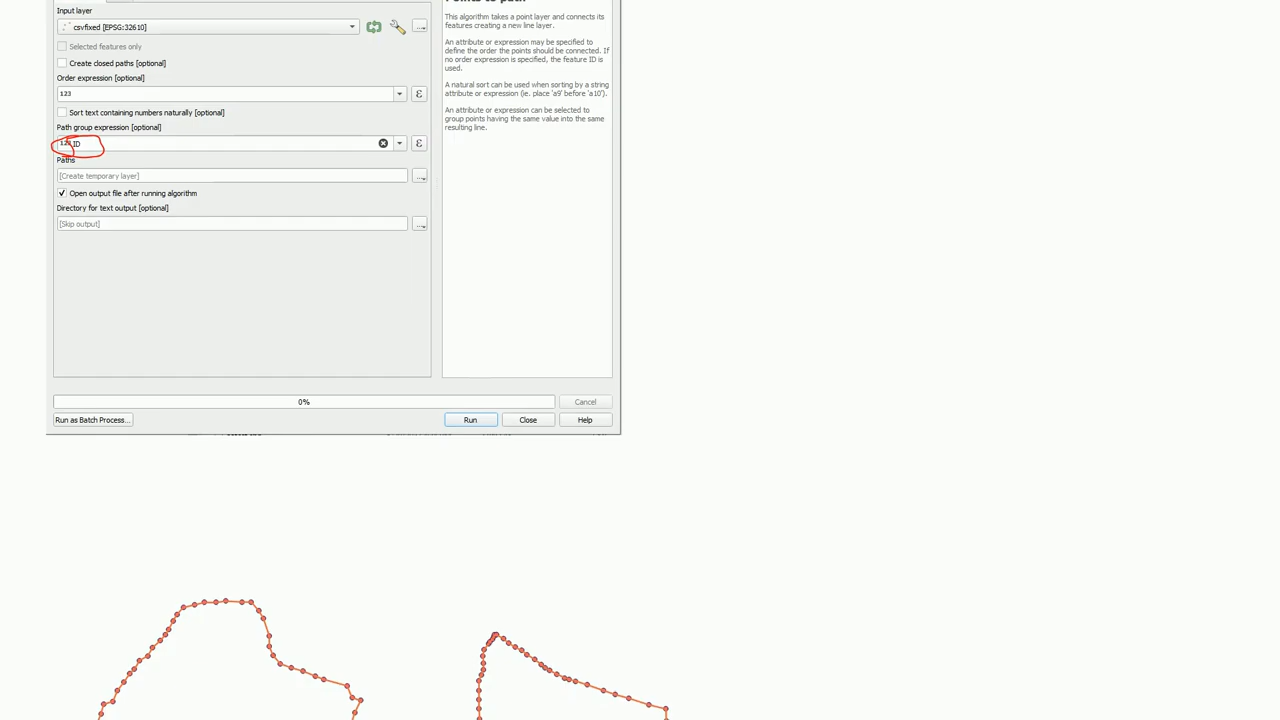 Points to path
Input layer
csvfixed [EPSG:32610]
...
Selected features only
Create closed paths [optional]
Order expression [optional]
123
ε
Sort text containing numbers naturally [optional]
Path group expression [optional]
123 ID
ε
Paths
[Create temporary layer]
...
Open output file after running algorithm
Directory for text output [optional]
[Skip output]
...
This algorithm takes a point layer and connects its
features creating a new line layer.
An attribute or expression may be specified to
define the order the points should be connected. If
no order expression is specified, the feature ID is
used.
A natural sort can be used when sorting by a string
attribute or expression (ie. place 'a9' before 'a10').
An attribute or expression can be selected to
group points having the same value into the same
resulting line.
0%
Cancel
Run as Batch Process...
Run
Close
Help